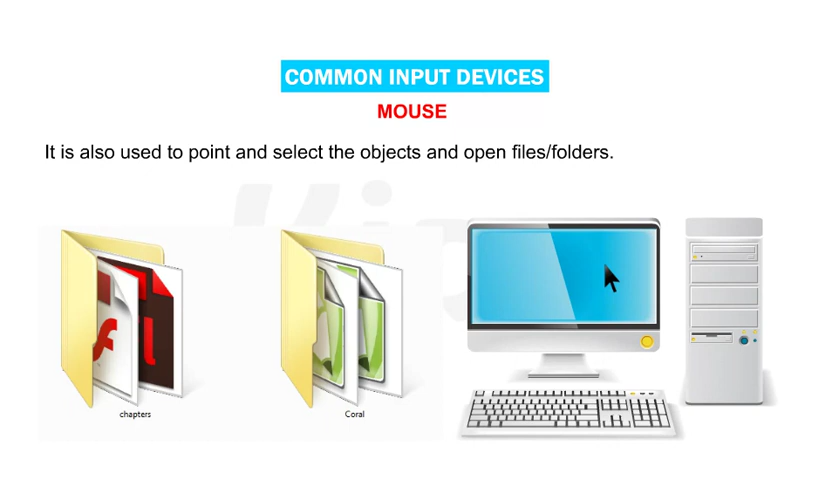 COMMON INPUT DEVICES
MOUSE
It is also used to point and select the objects and open files/folders.
chapters
Coral